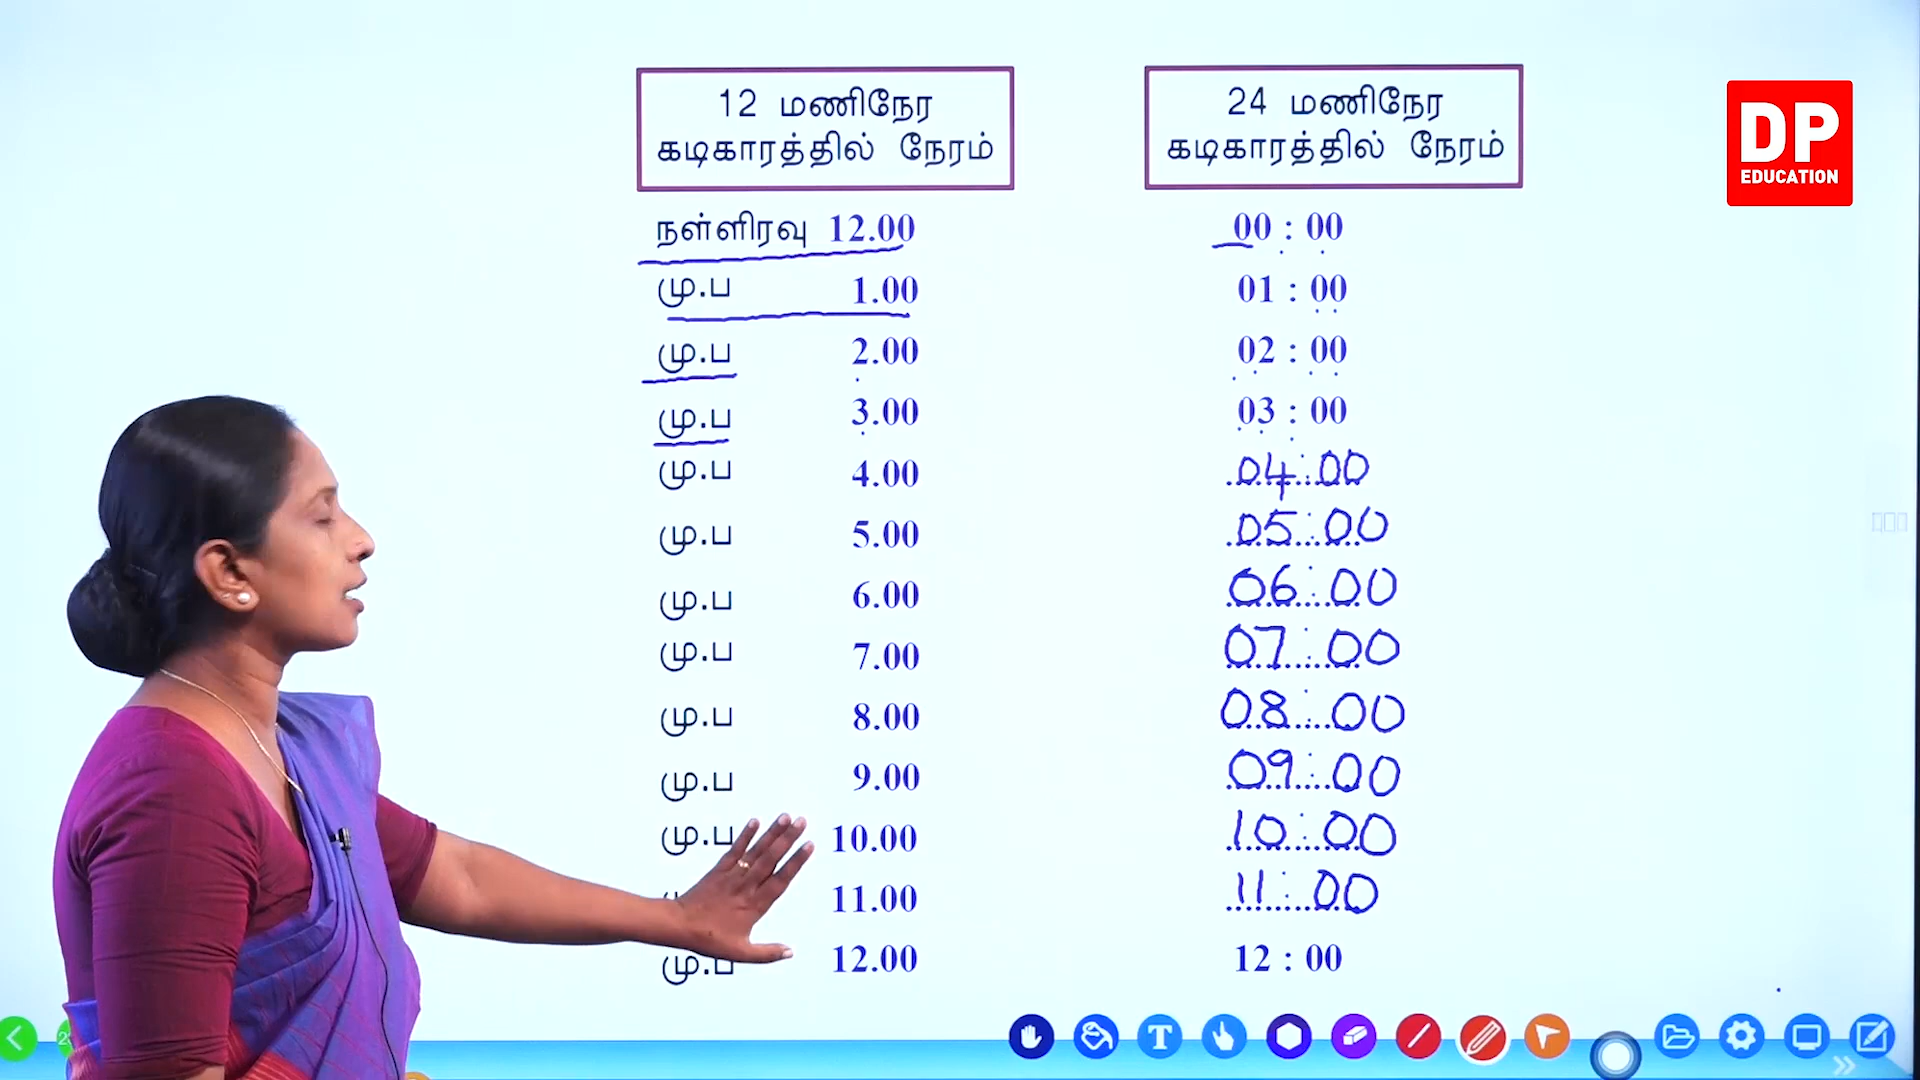 12 மணிநேர
கடிகாரத்தில் நேரம்
24 மணிநேர
கடிகாரத்தில் நேரம்
DP
EDUCATION
நள்ளிரவு 12.00 00 : 00
மு.ப 1.00 01 : 00
மு.ப 2.00 02 : 00
மு.ப 3.00 03 : 00
மு.ப 4.00 04:00
மு.ப 5.00 05:00
மு.ப 6.00 06:00
மு.ப 7.00 07:00
மு.ப 8.00 08:00
மு.ப 9.00 09:00
மு.ப 10.00 10:00
11.00 11:00
மு.ப 12.00 12 : 00